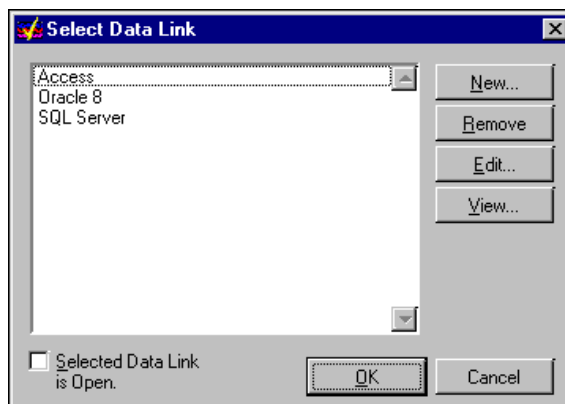 Select Data Link
Access
Oracle 8
SQL Server
New...
Remove
Edit...
View...
Selected Data Link
is Open.
OK
Cancel